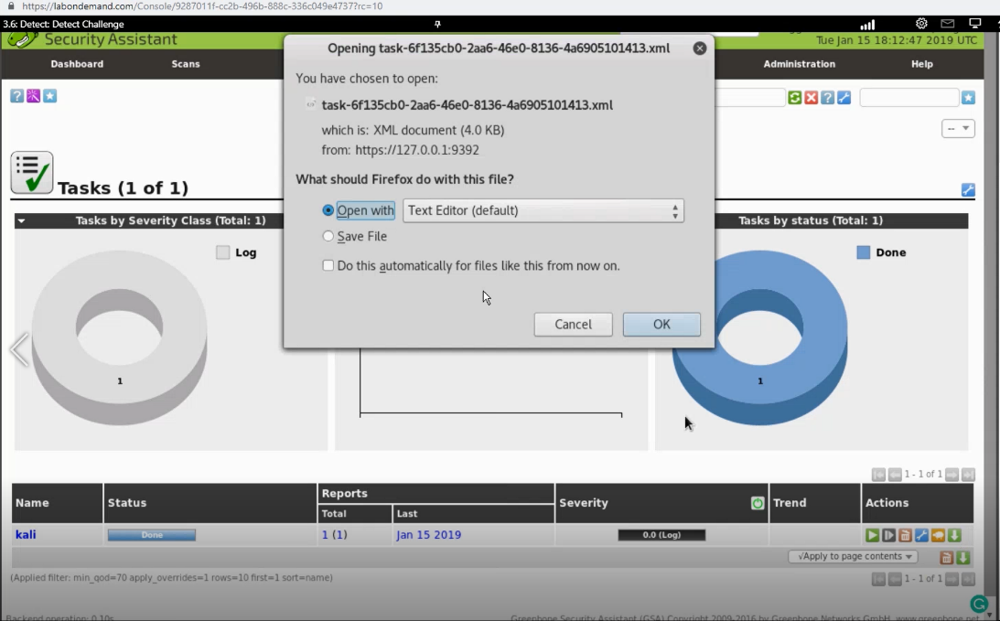 https://labondemand.com/Console/9287011f-cc2b-496b-888c-336c049e4737?rc=10
3.6: Detect: Detect Challenge
Security Assistant
Tue Jan 15 18:12:47 2019 UTC
Dashboard Scans Administration Help
Opening task-6f135cb0-2aa6-46e0-8136-4a6905101413.xml
You have chosen to open:
task-6f135cb0-2aa6-46e0-8136-4a6905101413.xml
which is: XML document (4.0 KB)
from: https://127.0.0.1:9392
What should Firefox do with this file?
Open with Text Editor (default)
Save File
Do this automatically for files like this from now on.
Cancel OK
--
Tasks (1 of 1)
Tasks by Severity Class (Total: 1)
Log
1
Tasks by status (Total: 1)
Done
1
1 - 1 of 1
Name Status Reports Severity Trend Actions
Total Last
kali Done 1 (1) Jan 15 2019 0.0 (Log)
√Apply to page contents
(Applied filter: min_qod=70 apply_overrides=1 rows=10 first=1 sort=name)
1 - 1 of 1
Backend operation: 0.10s
Greenbone Security Assistant (GSA) Copyright 2009-2016 by Greenbone Networks GmbH, www.greenbone.net